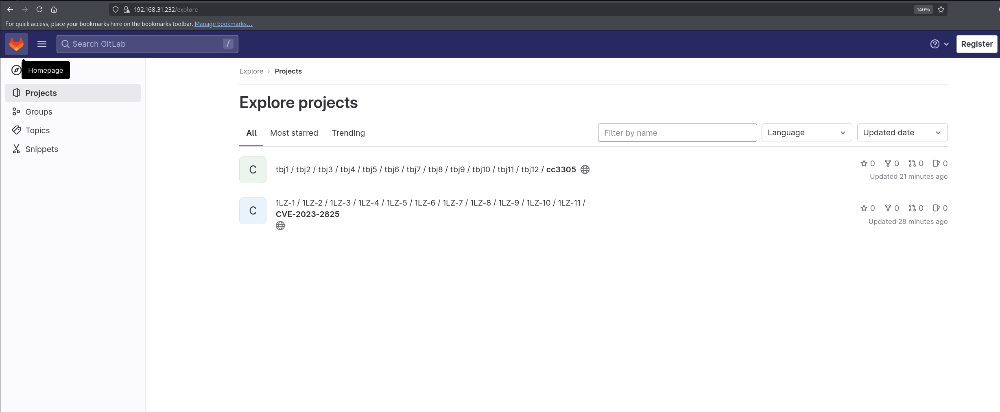 192.168.31.232/explore
140%
For quick access, place your bookmarks here on the bookmarks toolbar. Manage bookmarks...
Search GitLab
/
Register
Homepage
Projects
Groups
Topics
Snippets
Explore
Projects
Explore projects
All
Most starred
Trending
Filter by name
Language
Updated date
C
tbj1 / tbj2 / tbj3 / tbj4 / tbj5 / tbj6 / tbj7 / tbj8 / tbj9 / tbj10 / tbj11 / tbj12 / cc3305
0 0 0 0
Updated 21 minutes ago
C
1LZ-1 / 1LZ-2 / 1LZ-3 / 1LZ-4 / 1LZ-5 / 1LZ-6 / 1LZ-7 / 1LZ-8 / 1LZ-9 / 1LZ-10 / 1LZ-11 /
CVE-2023-2825
0 0 0 0
Updated 28 minutes ago